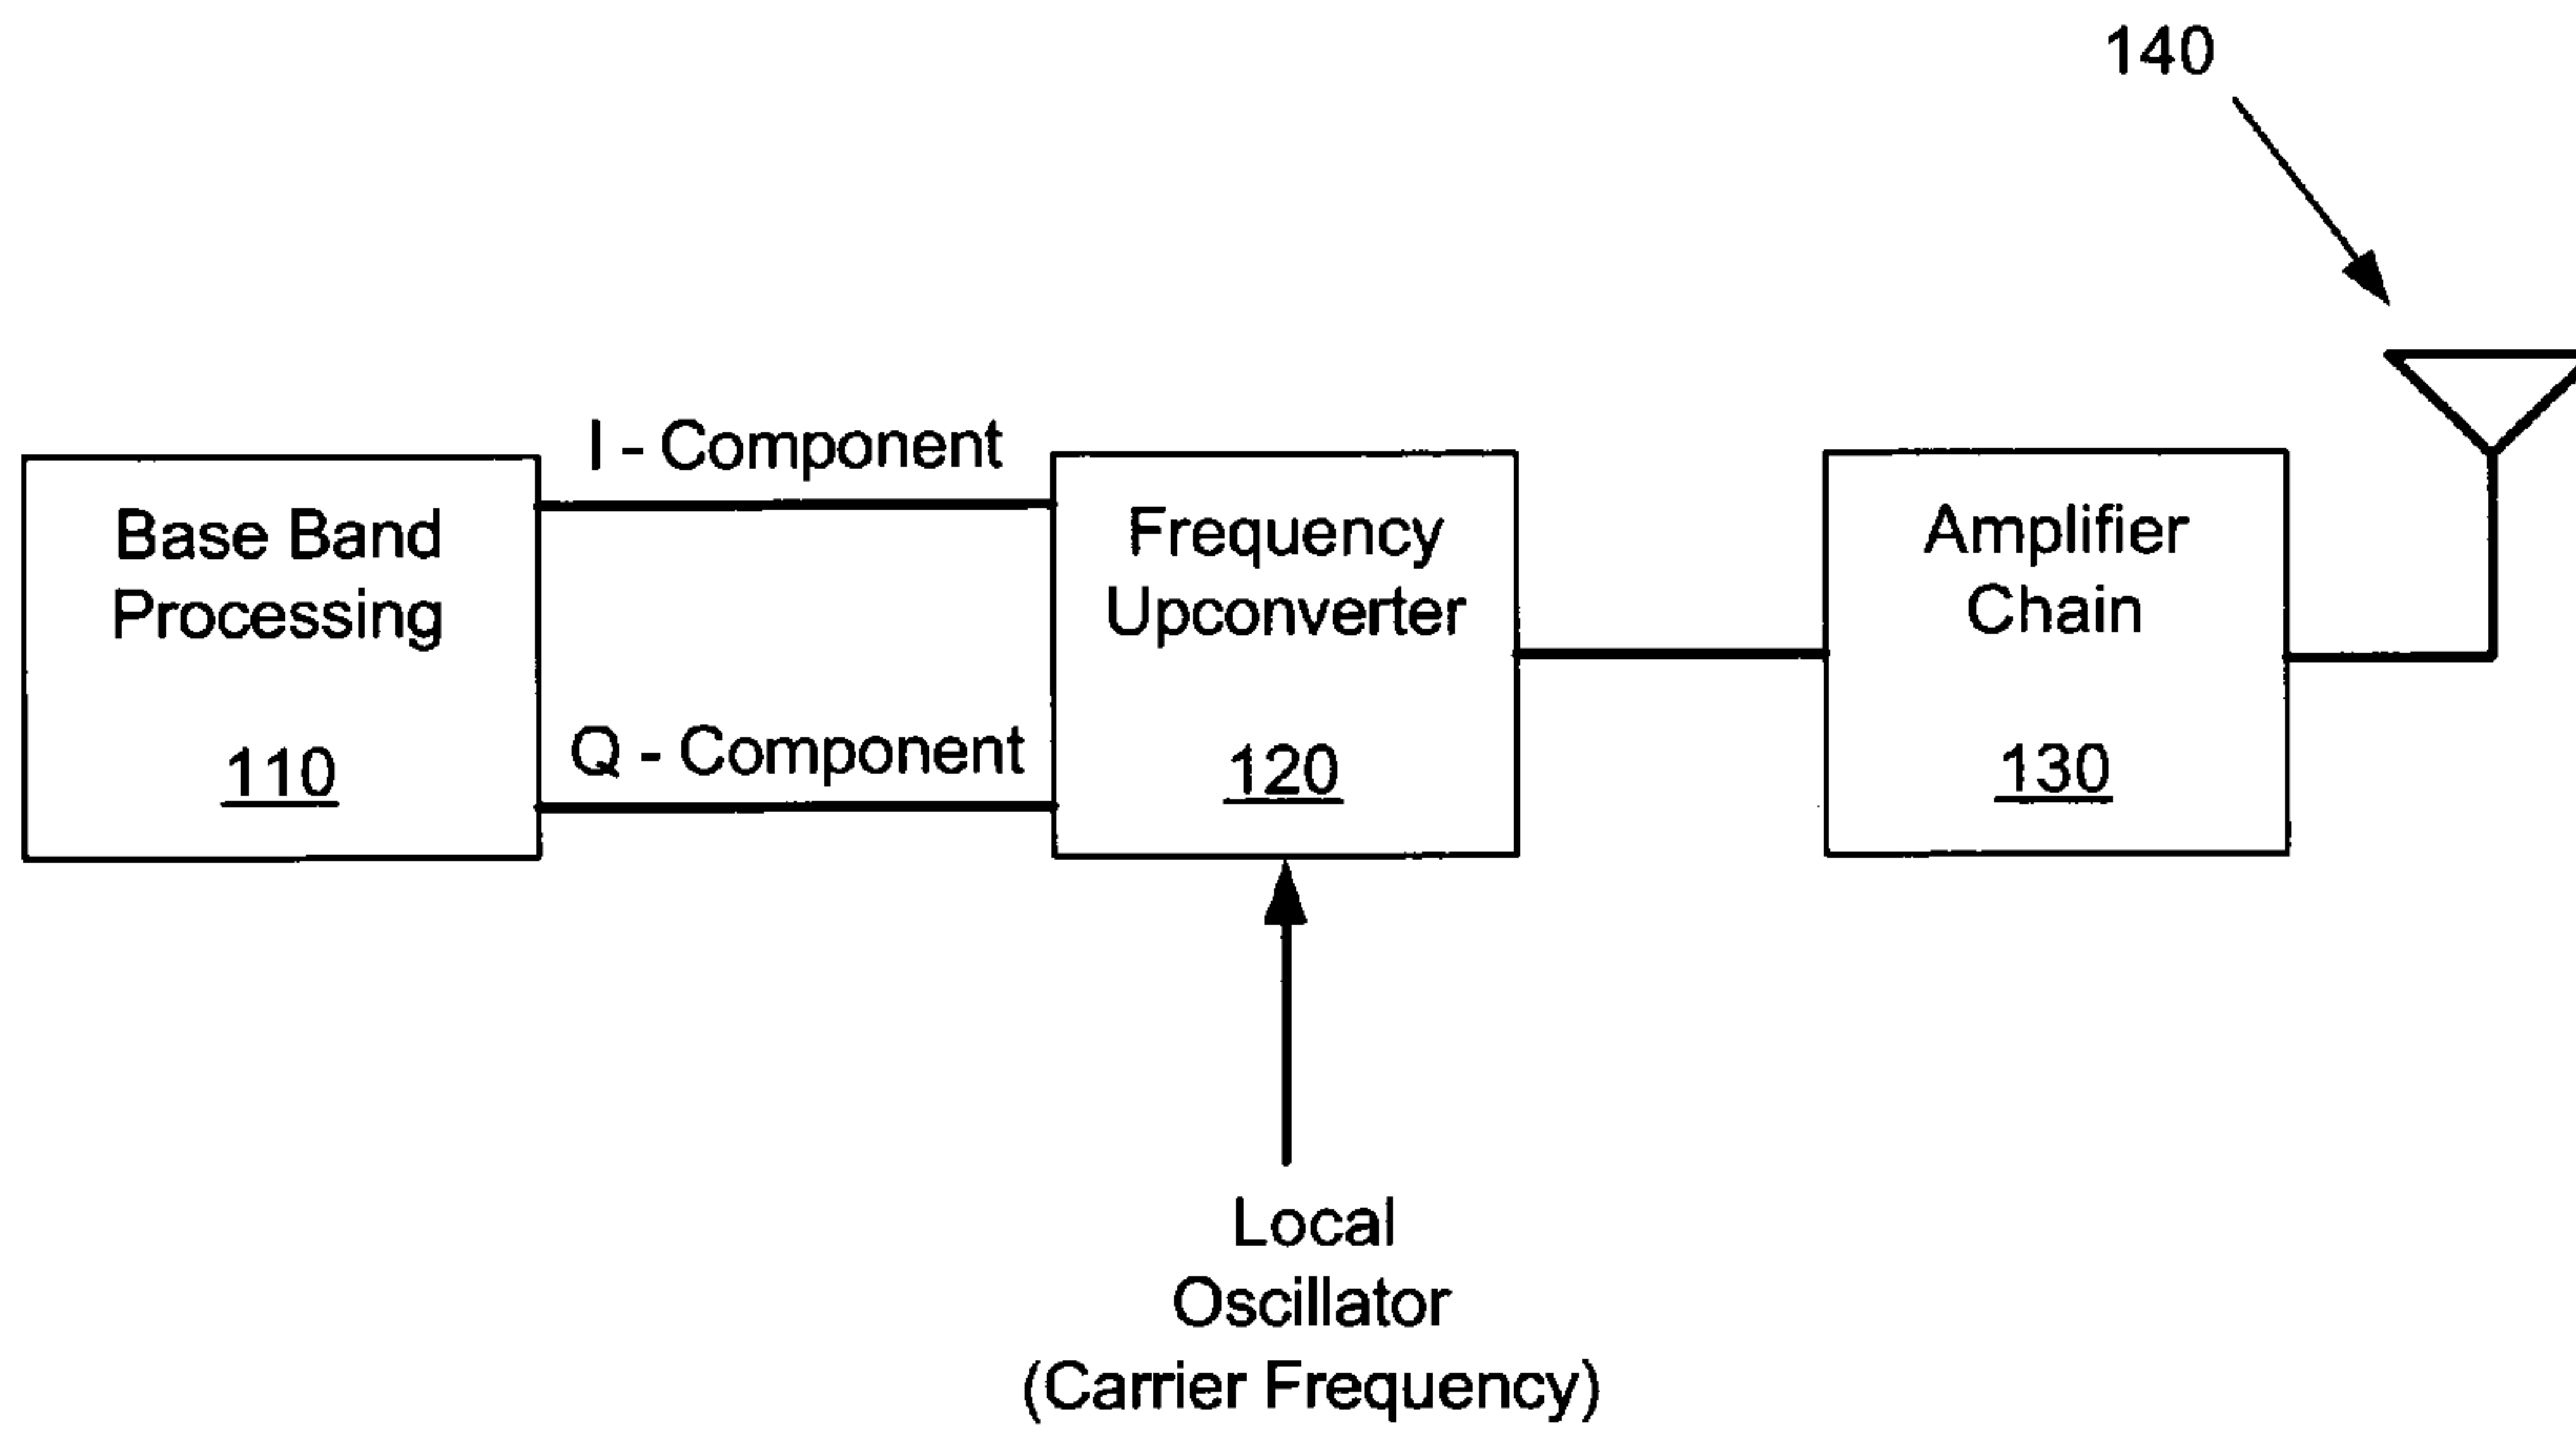 140
I - Component
Base Band
Processing
110
Q - Component
Frequency
Upconverter
120
Amplifier
Chain
130
Local
Oscillator
(Carrier Frequency)